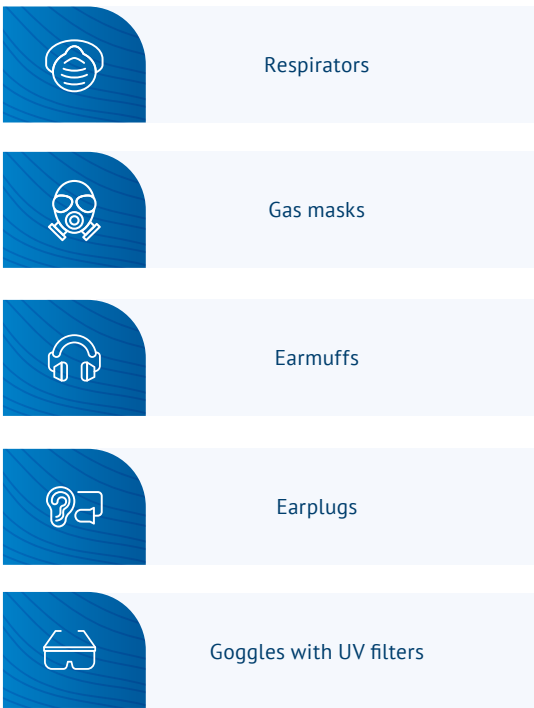 Respirators
Gas masks
Earmuffs
Earplugs
Goggles with UV filters